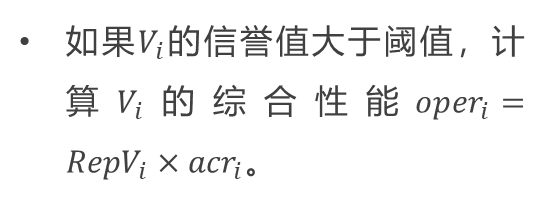 • 如果Vᵢ的信誉值大于阈值，计
算 Vᵢ 的综合性能 operᵢ =
RepVᵢ × acrᵢ。